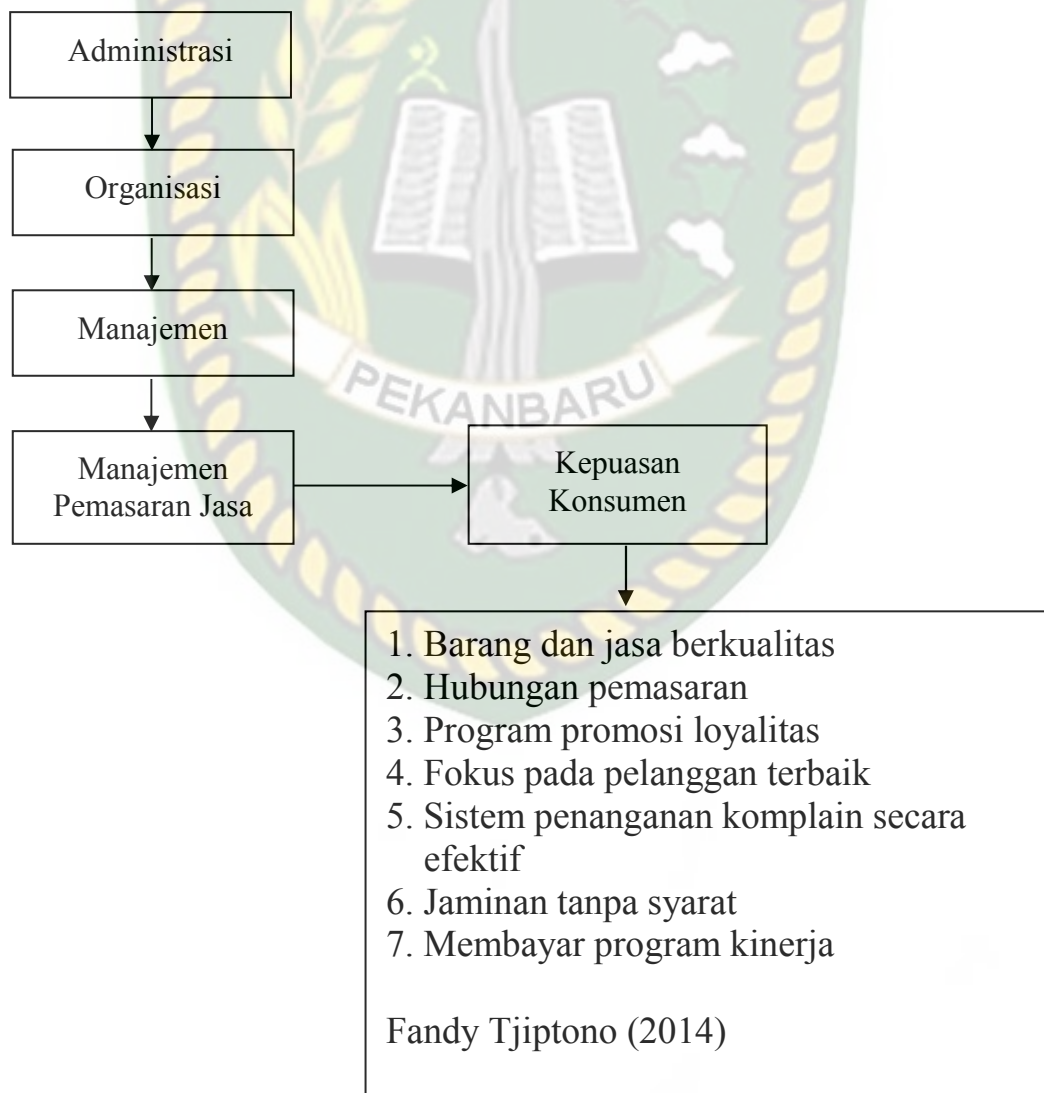 Administrasi
Organisasi
Manajemen
PEKANBARU
Manajemen
Pemasaran Jasa
Kepuasan
Konsumen
1. Barang dan jasa berkualitas
2. Hubungan pemasaran
3. Program promosi loyalitas
4. Fokus pada pelanggan terbaik
5. Sistem penanganan komplain secara
efektif
6. Jaminan tanpa syarat
7. Membayar program kinerja
Fandy Tjiptono (2014)